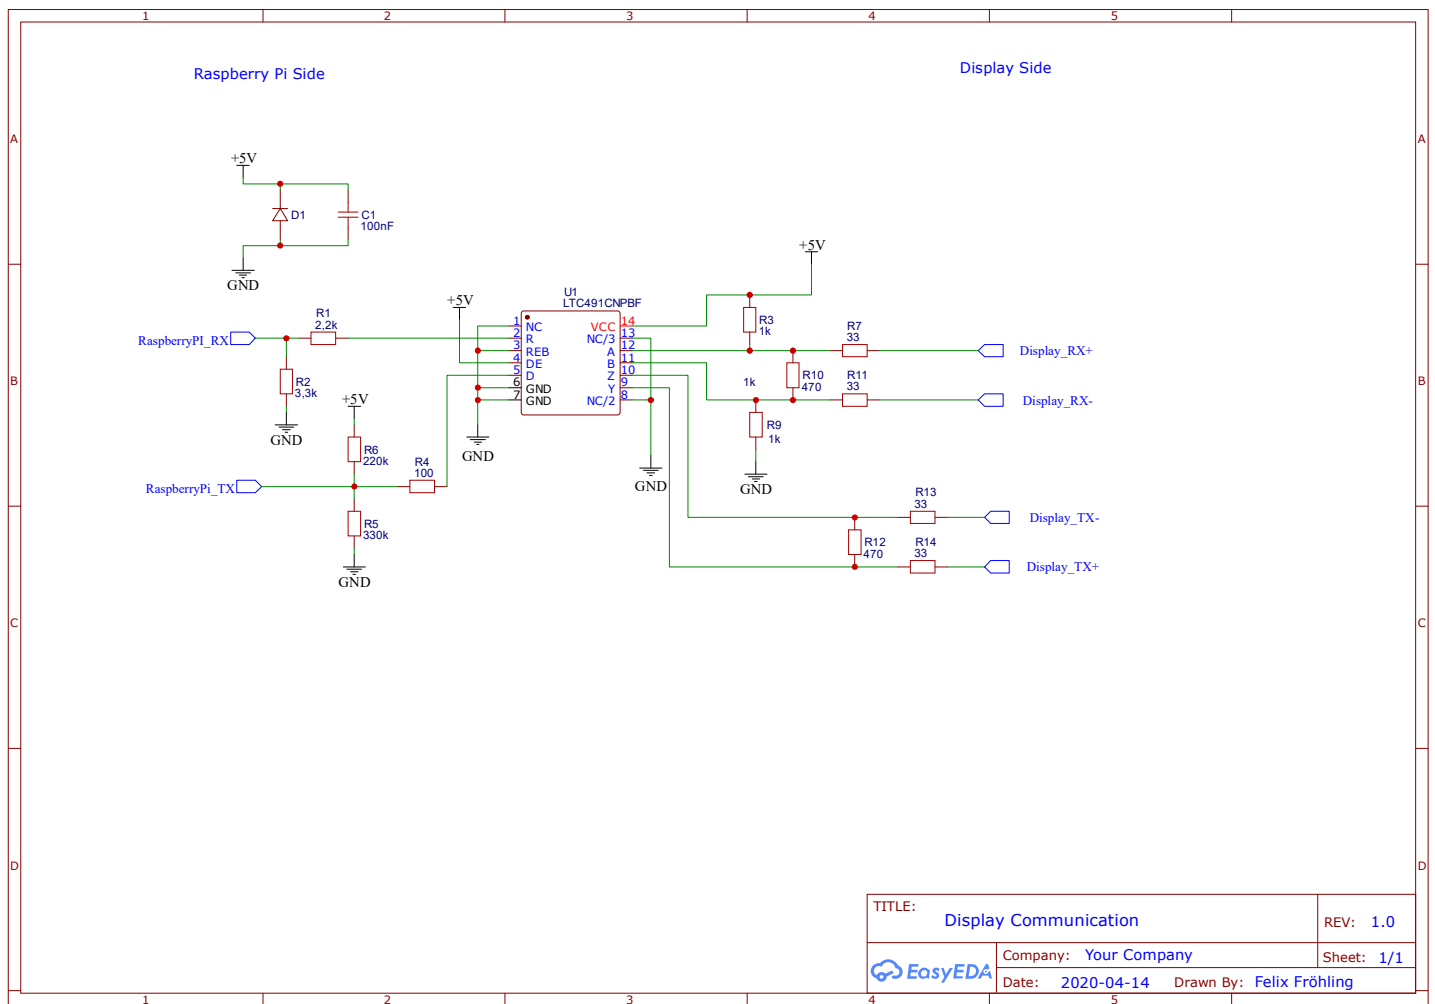 1 2 3 4 5
Raspberry Pi Side
Display Side
A A
+5V
D1
C1
100nF
GND
+5V
B B
U1
LTC491CNPBF
+5V
R1
2,2k
RaspberryPI_RX
R2
3,3k
GND
1 NC
2 R
3 REB
4 DE
5 D
6 GND
7 GND
VCC 14
NC/3 13
A 12
B 11
Z 10
Y 9
NC/2 8
R3
1k
R7
33
Display_RX+
R10
470
1k
R11
33
Display_RX-
R9
1k
GND
GND
GND
+5V
R6
220k
R4
100
RaspberryPi_TX
R5
330k
GND
R13
33
Display_TX-
R12
470
R14
33
Display_TX+
C C
D D
TITLE:
Display Communication
REV: 1.0
EasyEDA
Company: Your Company
Sheet: 1/1
Date: 2020-04-14 Drawn By: Felix Fröhling
1 2 3 4 5